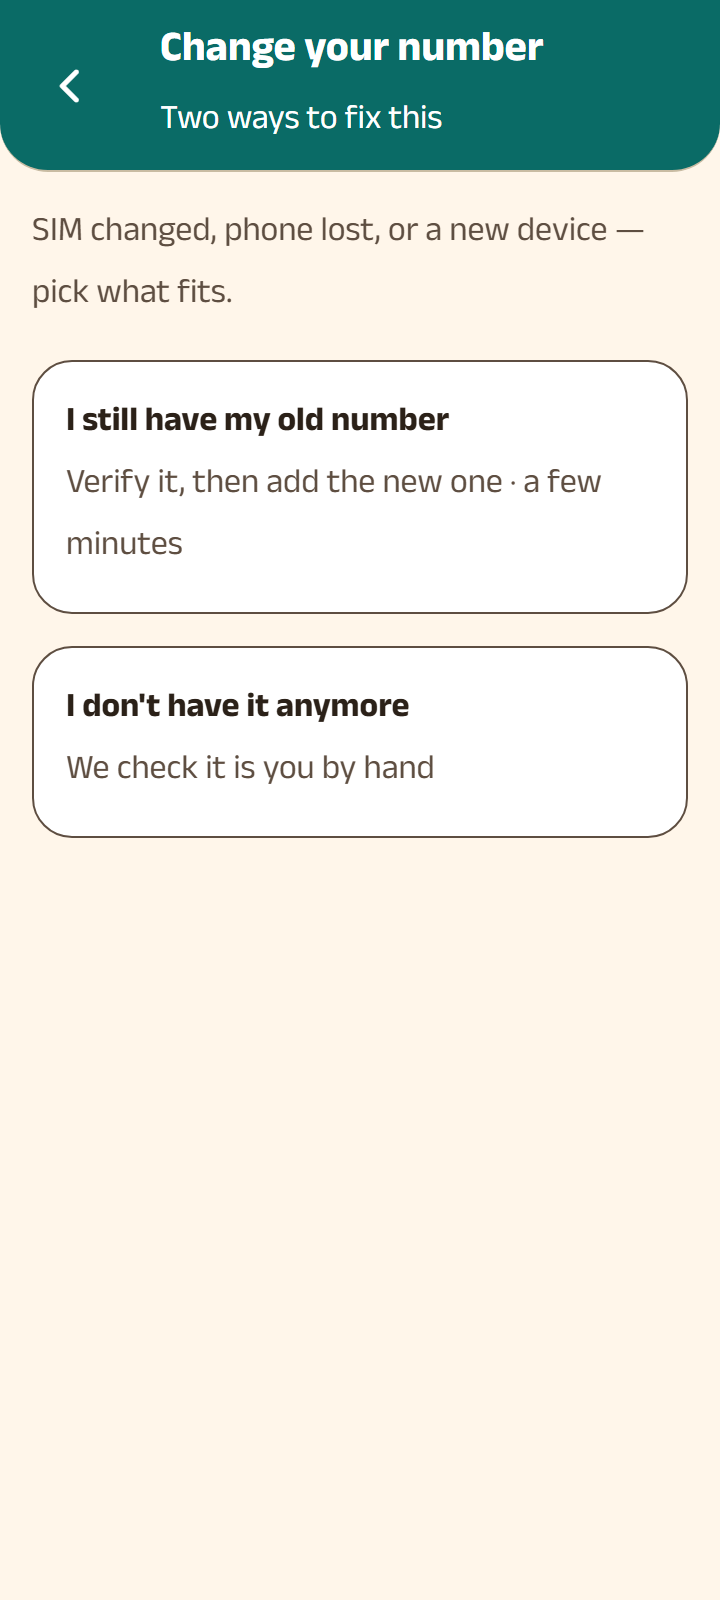 Change your number
Two ways to fix this
SIM changed, phone lost, or a new device —
pick what fits.
I still have my old number
Verify it, then add the new one · a few
minutes
I don't have it anymore
We check it is you by hand